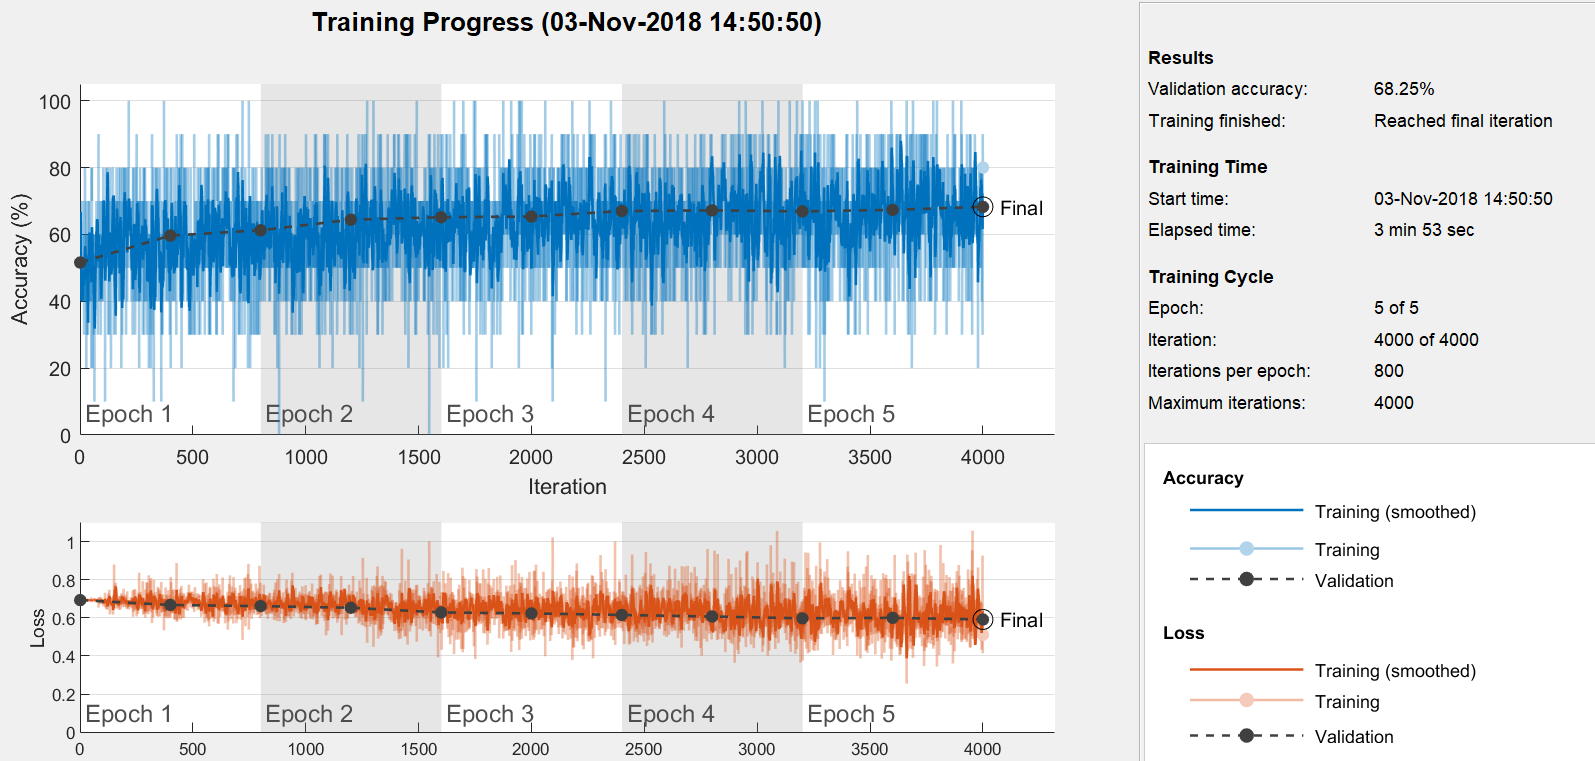 Training Progress (03-Nov-2018 14:50:50)
100
80
60
40
20
0
Accuracy (%)
Epoch 1 Epoch 2 Epoch 3 Epoch 4 Epoch 5
Final
0 500 1000 1500 2000 2500 3000 3500 4000
Iteration
1
0.8
0.6
0.4
0.2
0
Loss
Final
Epoch 1 Epoch 2 Epoch 3 Epoch 4 Epoch 5
0 500 1000 1500 2000 2500 3000 3500 4000
Results
Validation accuracy: 68.25%
Training finished: Reached final iteration
Training Time
Start time: 03-Nov-2018 14:50:50
Elapsed time: 3 min 53 sec
Training Cycle
Epoch: 5 of 5
Iteration: 4000 of 4000
Iterations per epoch: 800
Maximum iterations: 4000
Accuracy
Training (smoothed)
Training
Validation
Loss
Training (smoothed)
Training
Validation